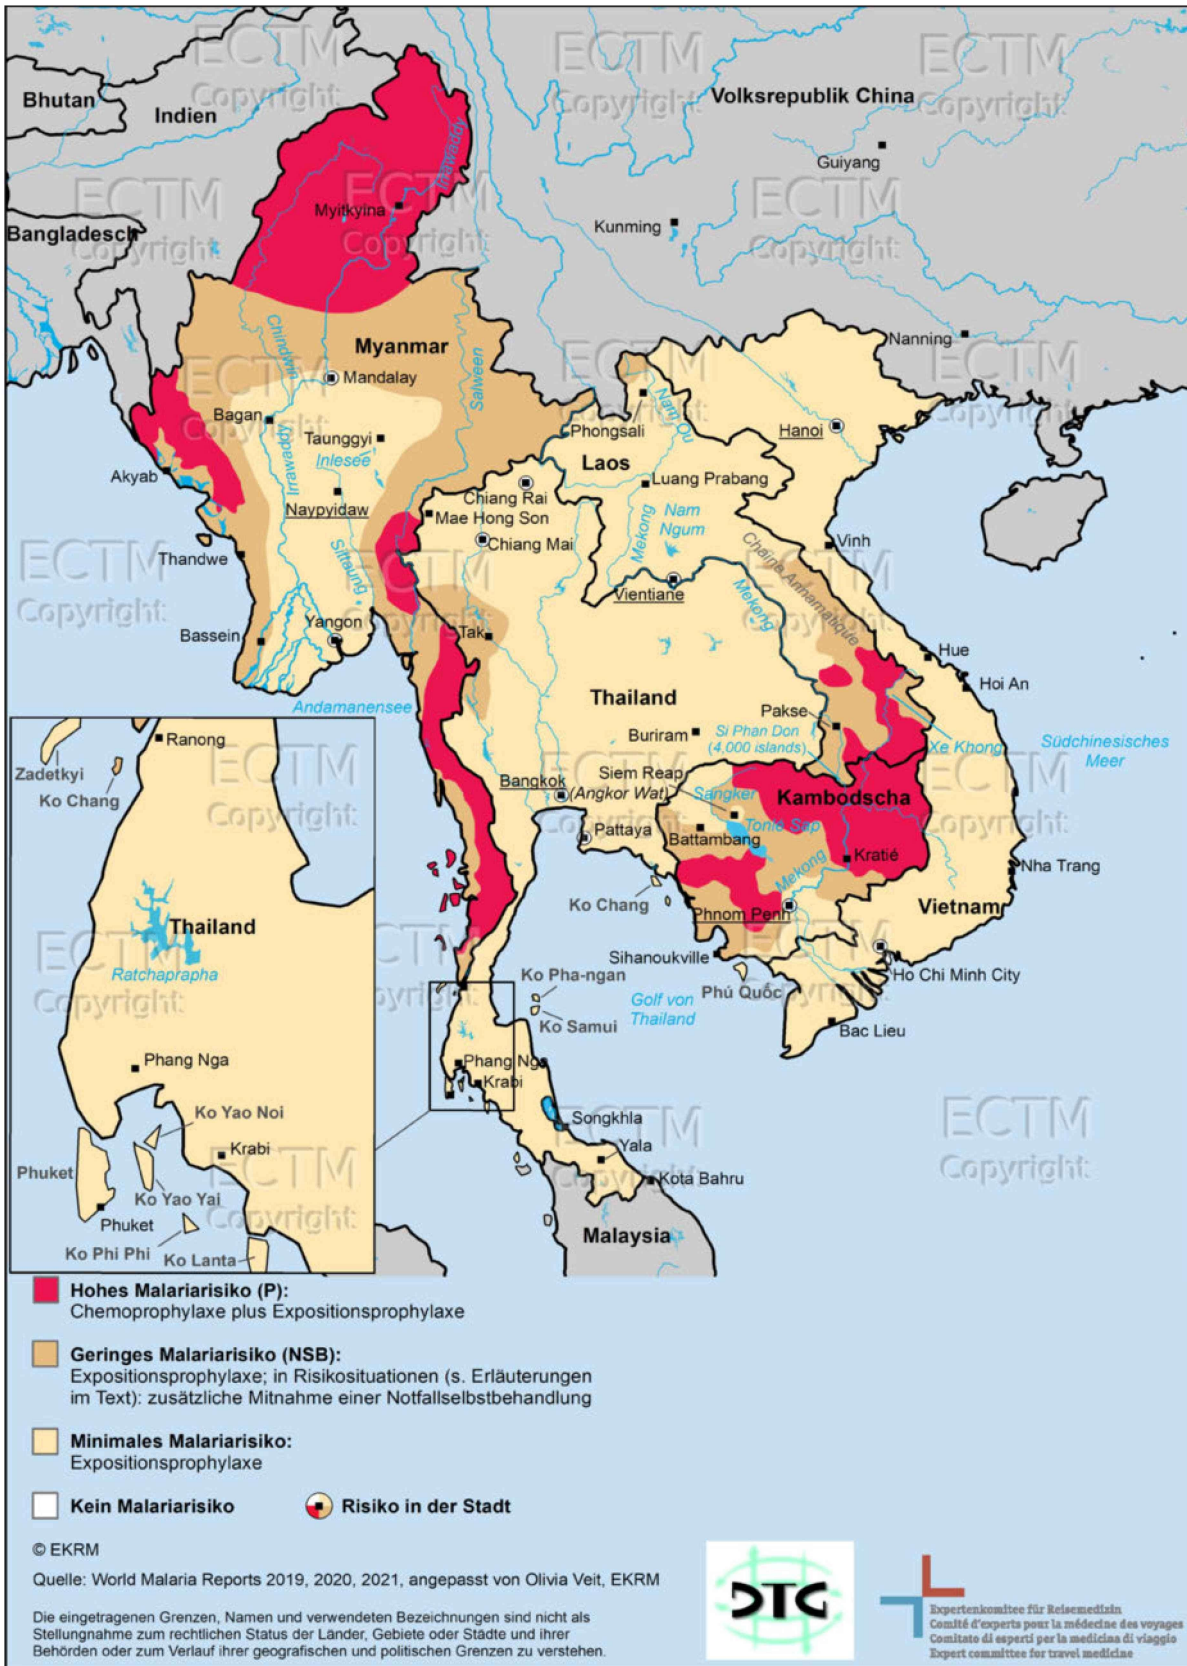 ECTM
Copyright
Bhutan
Indien
Volksrepublik China
Guiyang
Irrawaddy
Myitkyina
Kunming
Bangladesch
Nanning
Chindwin
Myanmar
Salween
Mandalay
Bagan
Taunggyi
Inlesee
Irrawaddy
Akyab
Naypyidaw
Sittaung
Thandwe
Bassein
Yangon
Andamanensee
Phongsali
Nam Ou
Hanoi
Laos
Luang Prabang
Chiang Rai
Mae Hong Son
Chiang Mai
Mekong
Nam
Ngum
Vinh
Vientiane
Mekong
Chaîne Annamatique
Tak
Hue
Hoi An
Thailand
Pakse
Buriram
Si Phan Don
(4,000 islands)
Xe Khong
Südchinesisches
Meer
Siem Reap
(Angkor Wat)
Bangkok
Sangker
Kambodscha
Pattaya
Battambang
Tonlé Sap
Kratié
Mekong
Nha Trang
Ko Chang
Phnom Penh
Vietnam
Sihanoukville
Phú Quốc
Ho Chi Minh City
Ko Pha-ngan
Ko Samui
Golf von
Thailand
Bac Lieu
Phang Nga
Krabi
Songkhla
Yala
Kota Bahru
Malaysia
Ranong
Zadetkyi
Ko Chang
Thailand
Ratchaprapha
Phang Nga
Ko Yao Noi
Krabi
Phuket
Ko Yao Yai
Phuket
Ko Phi Phi
Ko Lanta
Hohes Malariarisiko (P):
Chemoprophylaxe plus Expositionsprophylaxe
Geringes Malariarisiko (NSB):
Expositionsprophylaxe; in Risikosituationen (s. Erläuterungen
im Text): zusätzliche Mitnahme einer Notfallselbstbehandlung
Minimales Malariarisiko:
Expositionsprophylaxe
Kein Malariarisiko
Risiko in der Stadt
© EKRM
Quelle: World Malaria Reports 2019, 2020, 2021, angepasst von Olivia Veit, EKRM
Die eingetragenen Grenzen, Namen und verwendeten Bezeichnungen sind nicht als
Stellungnahme zum rechtlichen Status der Länder, Gebiete oder Städte und ihrer
Behörden oder zum Verlauf ihrer geografischen und politischen Grenzen zu verstehen.
DTG
Expertenkomitee für Reisemedizin
Comité d'experts pour la médecine des voyages
Comitato di esperti per la medicina di viaggio
Expert committee for travel medicine